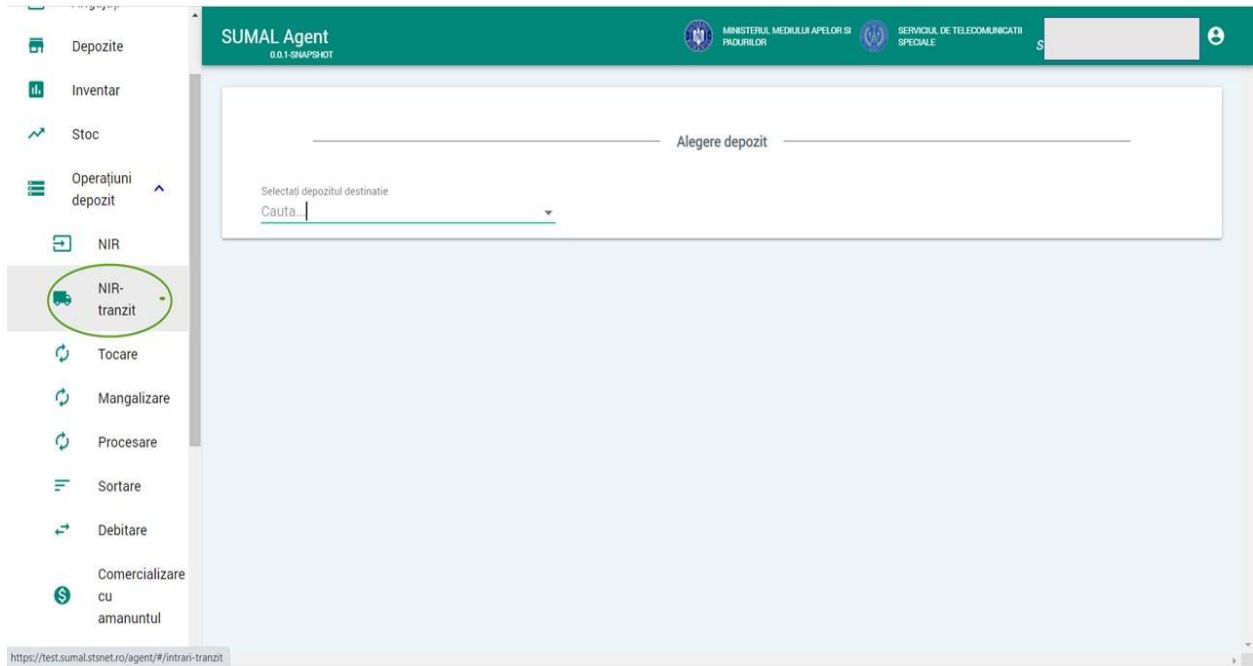 Angajați
Depozite
Inventar
Stoc
Operațiuni
depozit
NIR
NIR-
tranzit
Tocare
Mangalizare
Procesare
Sortare
Debitare
Comercializare
cu
amanuntul
SUMAL Agent
0.0.1-SNAPSHOT
MINISTERUL MEDIULUI APELOR SI
PADURILOR
SERVICIUL DE TELECOMUNICATII
SPECIALE
S
Alegere depozit
Selectați depozitul destinatie
Cauta...
https://test.sumal.stsnet.ro/agent/#/intrari-tranzit